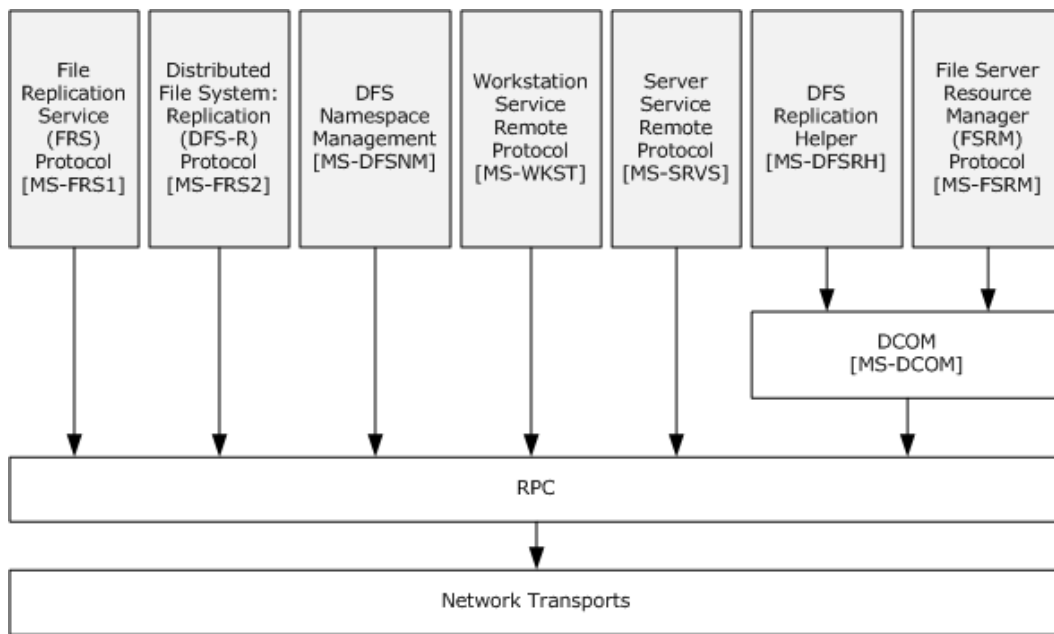 File
Replication
Service
(FRS)
Protocol
[MS-FRS1]
Distributed
File System:
Replication
(DFS-R)
Protocol
[MS-FRS2]
DFS
Namespace
Management
[MS-DFSNM]
Workstation
Service
Remote
Protocol
[MS-WKST]
Server
Service
Remote
Protocol
[MS-SRVS]
DFS
Replication
Helper
[MS-DFSRH]
File Server
Resource
Manager
(FSRM)
Protocol
[MS-FSRM]
DCOM
[MS-DCOM]
RPC
Network Transports